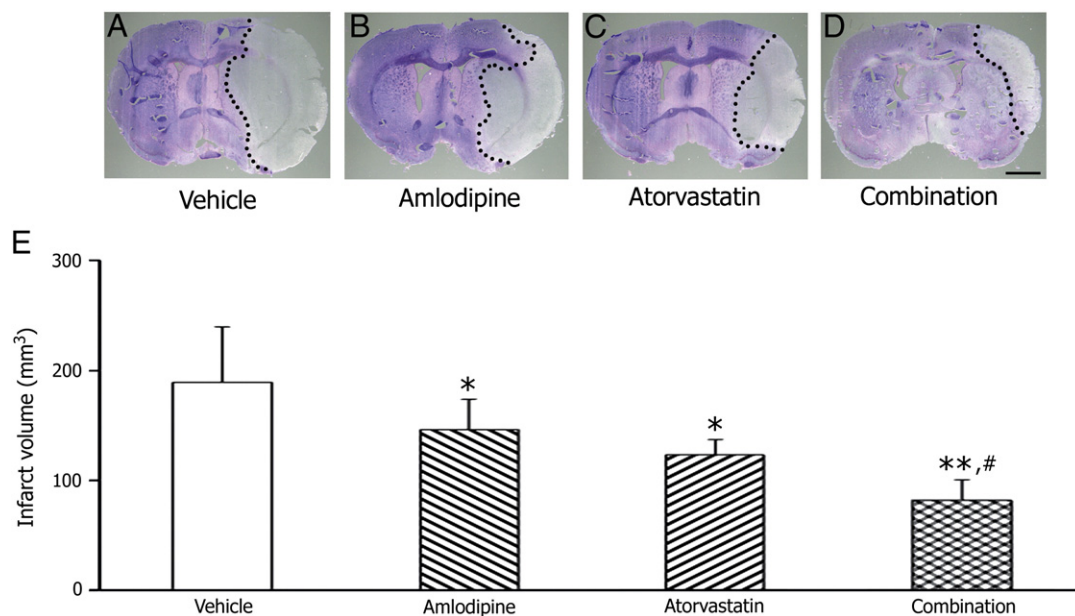 A B C D
Vehicle Amlodipine Atorvastatin Combination
E
300
200
100
0
Infarct volume (mm³)
*
*
**,#
Vehicle Amlodipine Atorvastatin Combination